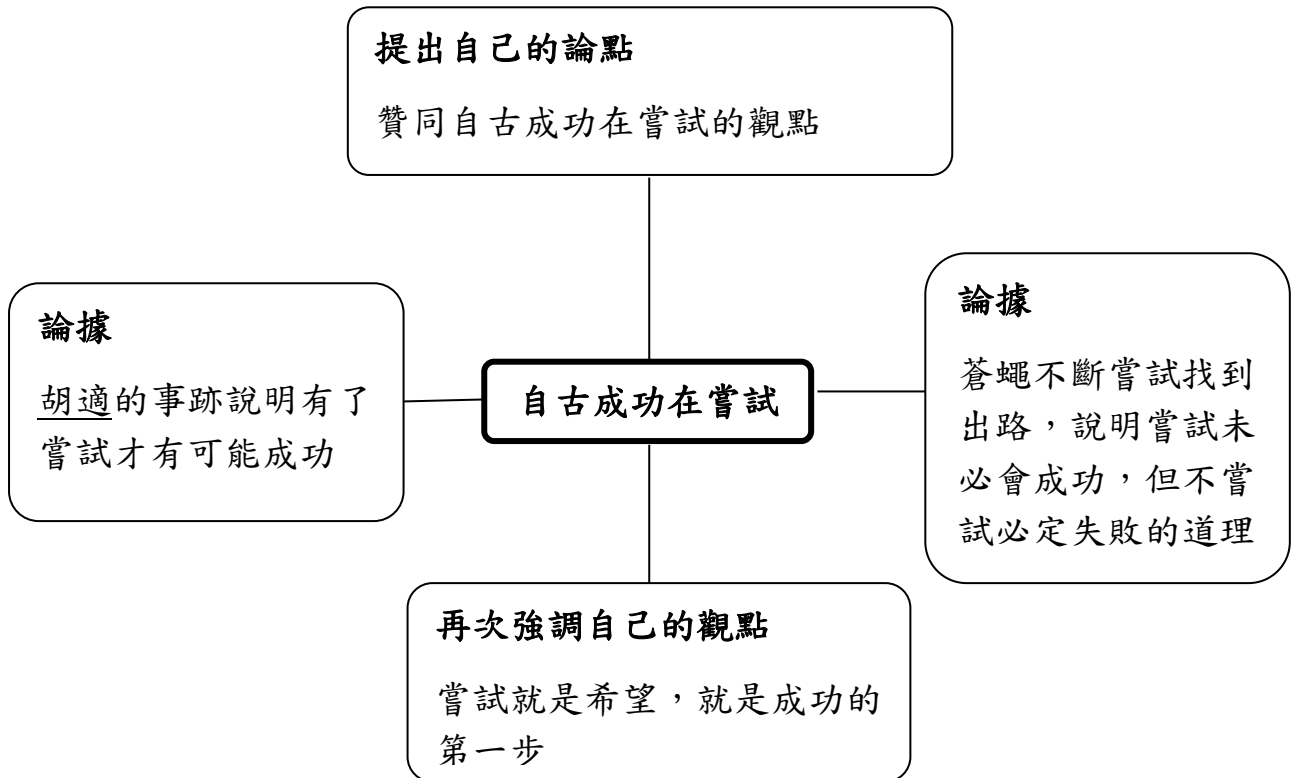 提出自己的論點
贊同自古成功在嘗試的觀點
論據
胡適的事跡說明有了
嘗試才有可能成功
自古成功在嘗試
論據
蒼蠅不斷嘗試找到
出路，說明嘗試未
必會成功，但不嘗
試必定失敗的道理
再次強調自己的觀點
嘗試就是希望，就是成功的
第一步